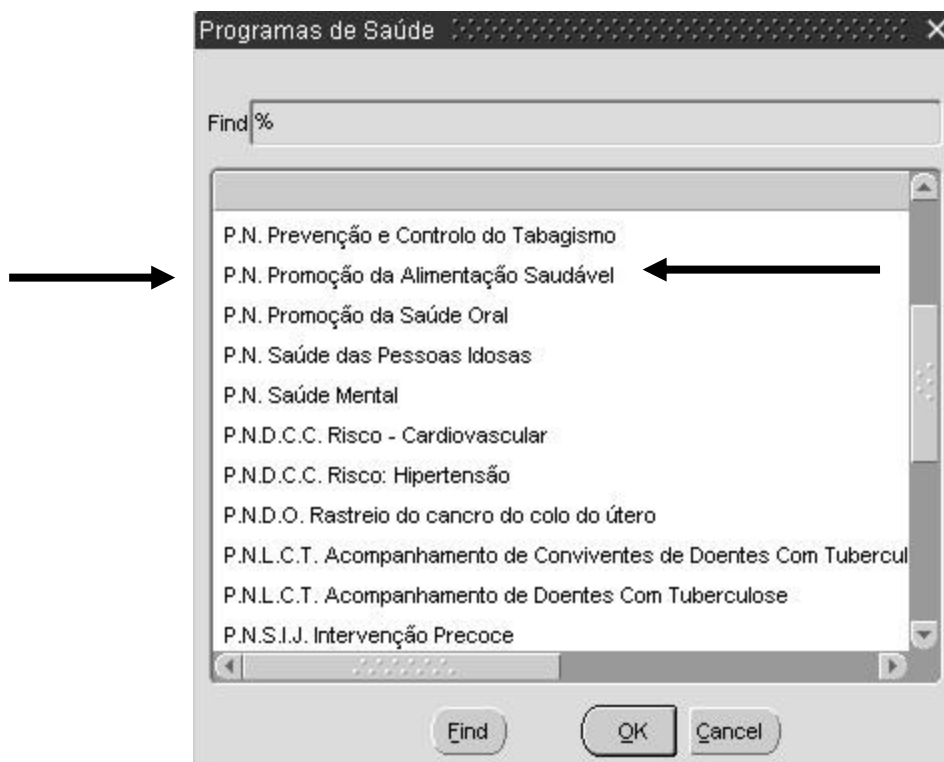 Programas de Saúde
Find %
P.N. Prevenção e Controlo do Tabagismo
P.N. Promoção da Alimentação Saudável
P.N. Promoção da Saúde Oral
P.N. Saúde das Pessoas Idosas
P.N. Saúde Mental
P.N.D.C.C. Risco - Cardiovascular
P.N.D.C.C. Risco: Hipertensão
P.N.D.O. Rastreio do cancro do colo do útero
P.N.L.C.T. Acompanhamento de Conviventes de Doentes Com Tubercul
P.N.L.C.T. Acompanhamento de Doentes Com Tuberculose
P.N.S.I.J. Intervenção Precoce
Find OK Cancel